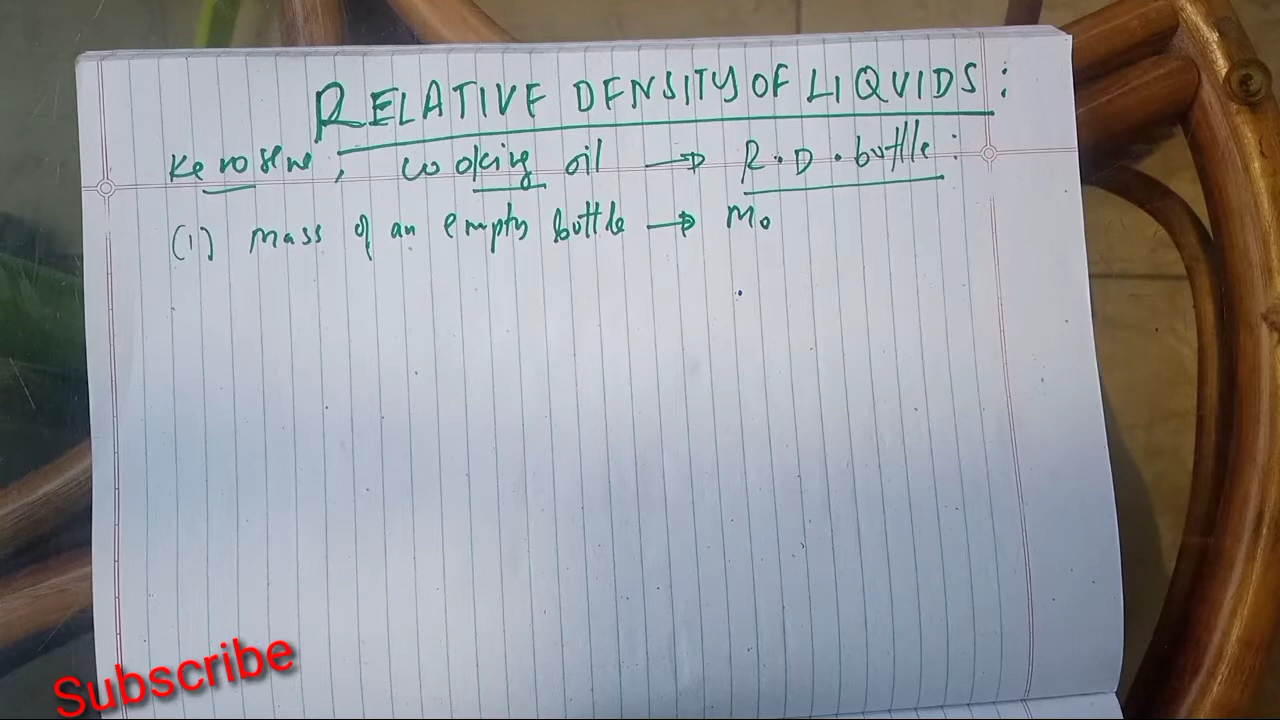 RELATIVE DENSITY OF LIQUIDS:
Kerosene, cooking oil → R.D. bottle:
(1) mass of an empty bottle → M₀
Subscribe